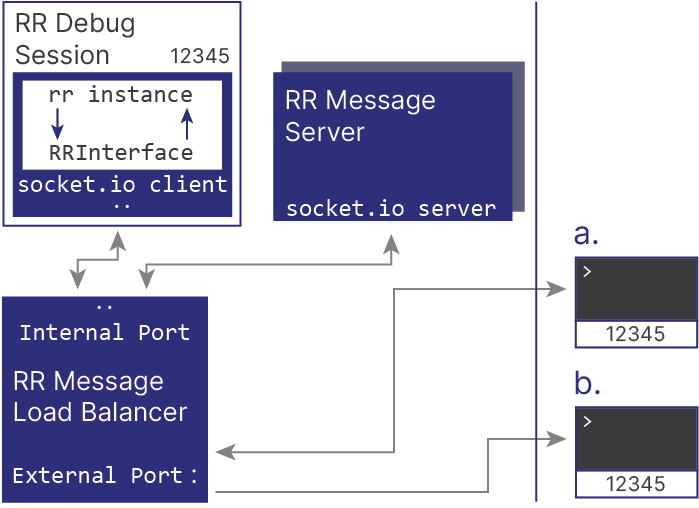 RR Debug
Session 12345
rr instance
RRInterface
socket.io client
..
RR Message
Server
socket.io server
..
Internal Port
RR Message
Load Balancer
External Port:
a.
>
12345
b.
>
12345